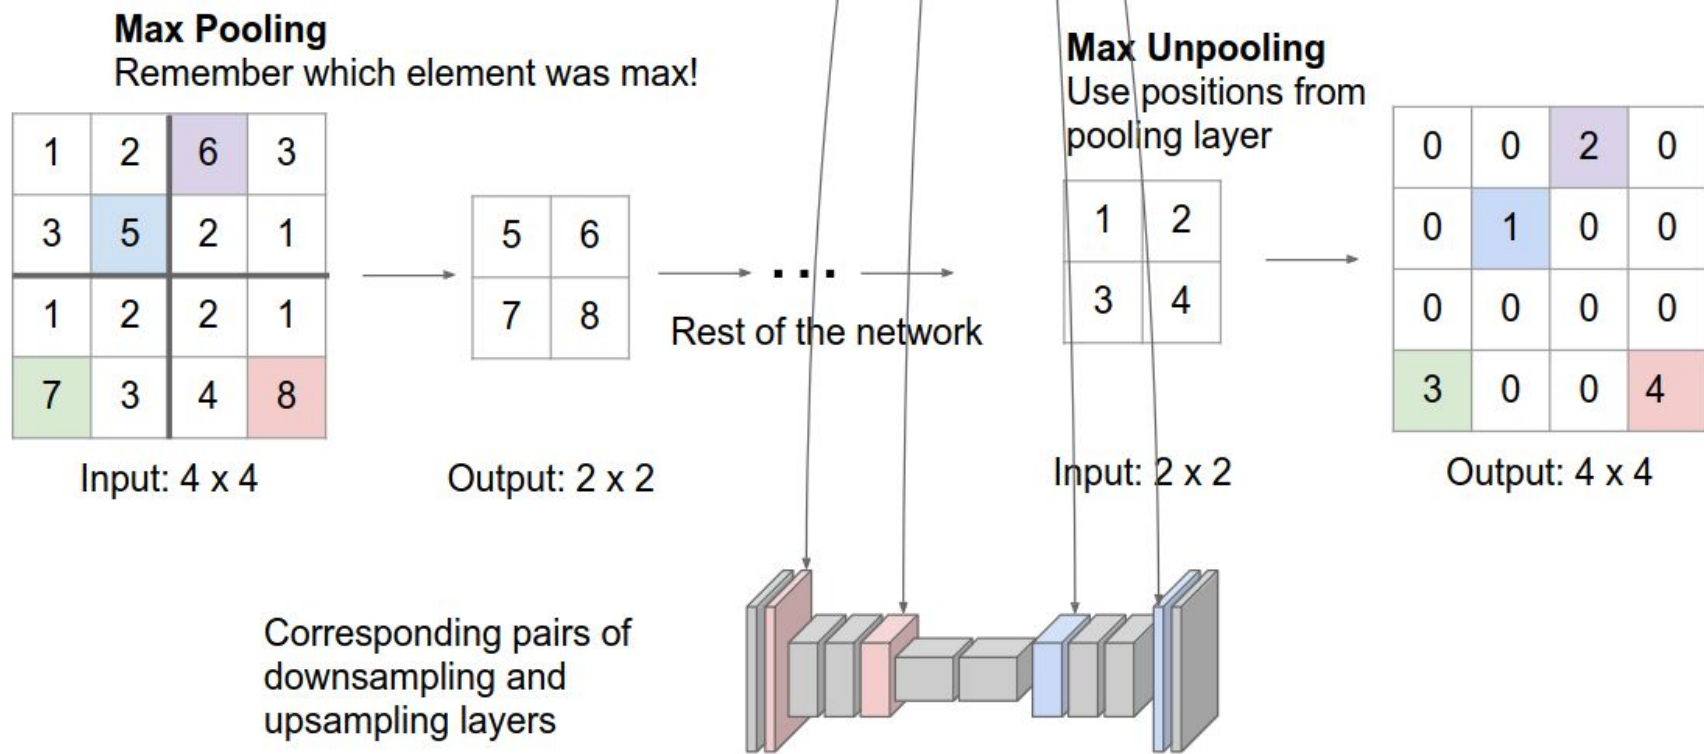 Max Pooling
Remember which element was max!
1 2 6 3
3 5 2 1
1 2 2 1
7 3 4 8
Input: 4 x 4
5 6
7 8
Output: 2 x 2
...
Rest of the network
Max Unpooling
Use positions from
pooling layer
1 2
3 4
Input: 2 x 2
0 0 2 0
0 1 0 0
0 0 0 0
3 0 0 4
Output: 4 x 4
Corresponding pairs of
downsampling and
upsampling layers